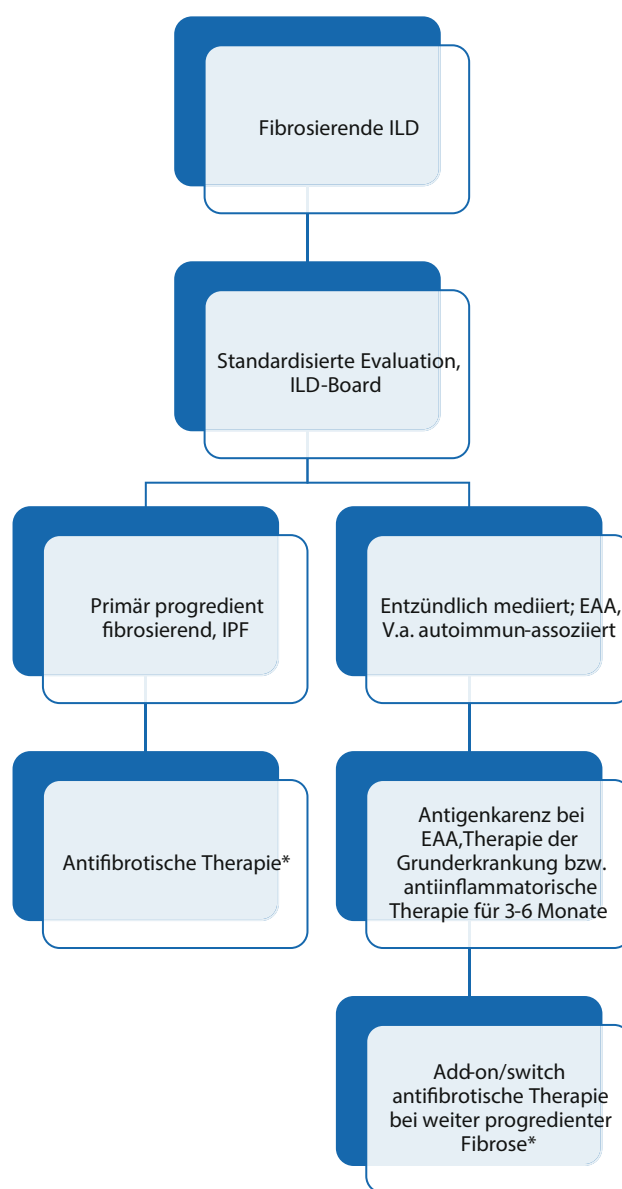 Fibrosierende ILD
Standardisierte Evaluation,
ILD-Board
Primär progredient
fibrosierend, IPF
Entzündlich mediiert; EAA,
V.a. autoimmun-assoziiert
Antifibrotische Therapie*
Antigenkarenz bei
EAA,Therapie der
Grunderkrankung bzw.
antiinflammatorische
Therapie für 3-6 Monate
Add-on/switch
antifibrotische Therapie
bei weiter progredienter
Fibrose*